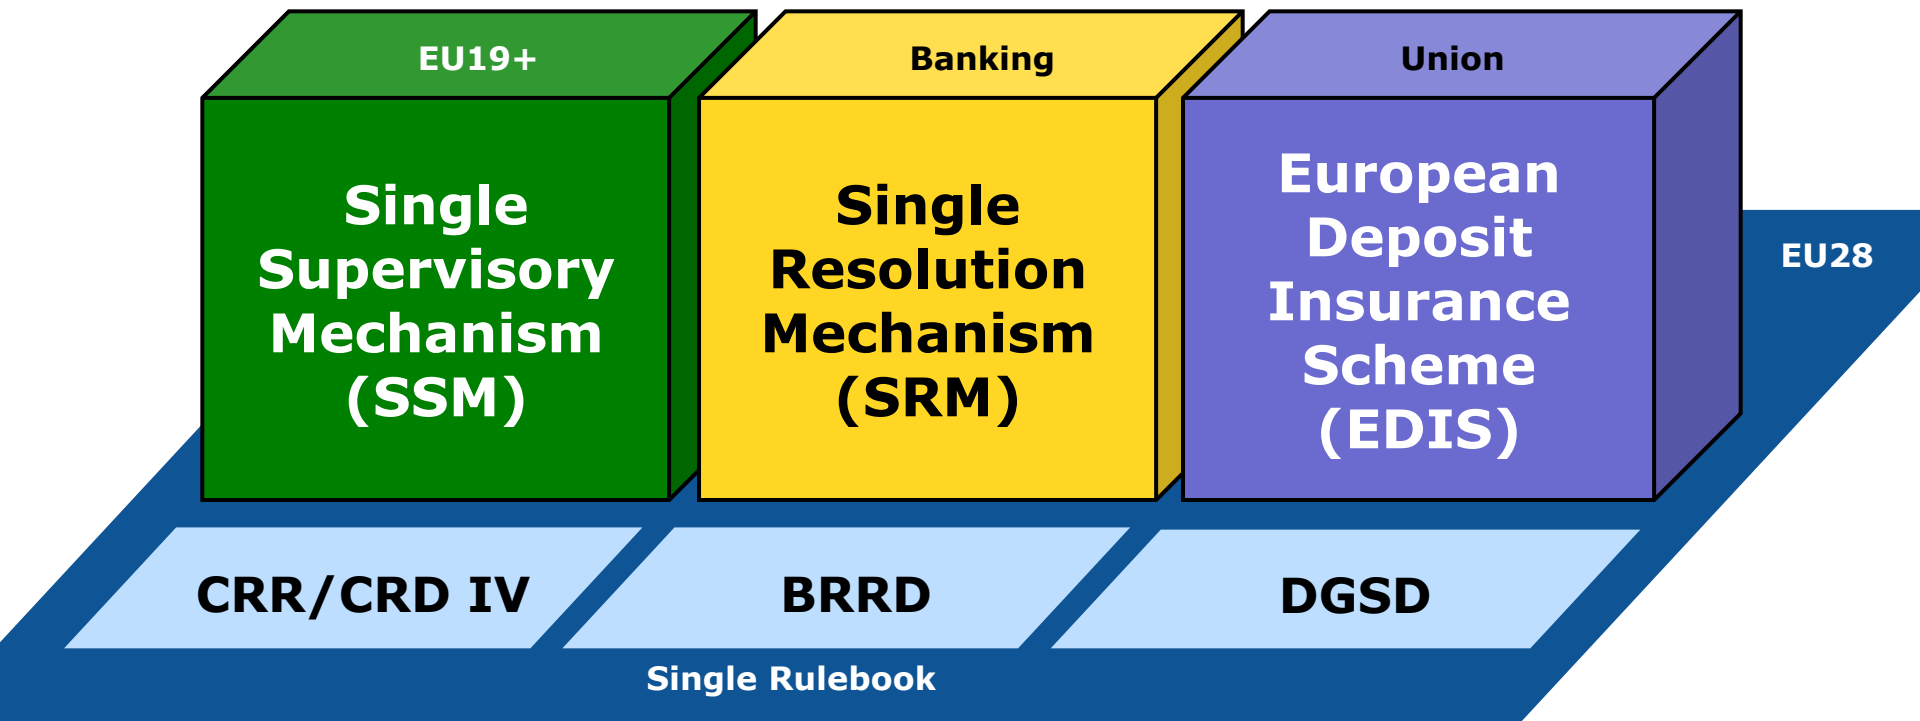 EU19+
Banking
Union
Single
Supervisory
Mechanism
(SSM)
Single
Resolution
Mechanism
(SRM)
European
Deposit
Insurance
Scheme
(EDIS)
EU28
CRR/CRD IV
BRRD
DGSD
Single Rulebook